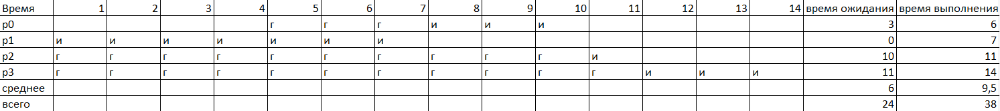 Время 1 2 3 4 5 6 7 8 9 10 11 12 13 14 время ожидания время выполнения
p0 г г г и и и 3 6
p1 и и и и и и и 0 7
p2 г г г г г г г г г г и 10 11
p3 г г г г г г г г г г г и и и 11 14
среднее 6 9,5
всего 24 38